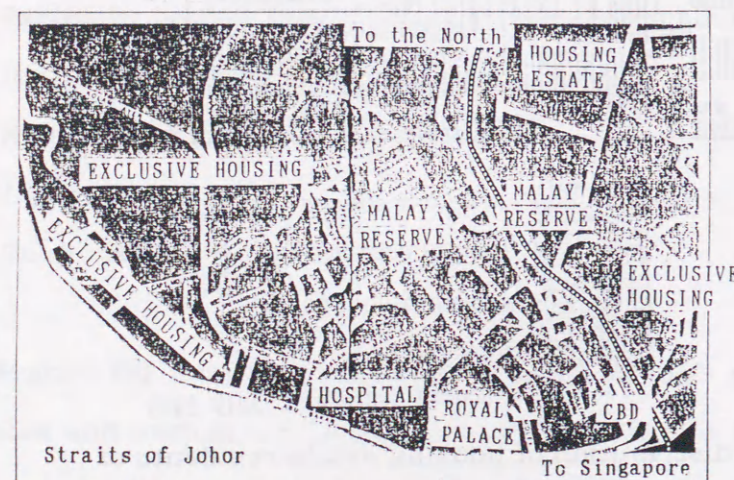 To the North
HOUSING
ESTATE
EXCLUSIVE HOUSING
MALAY
RESERVE
MALAY
RESERVE
EXCLUSIVE HOUSING
EXCLUSIVE
HOUSING
HOSPITAL
ROYAL
PALACE
CBD
Straits of Johor
To Singapore